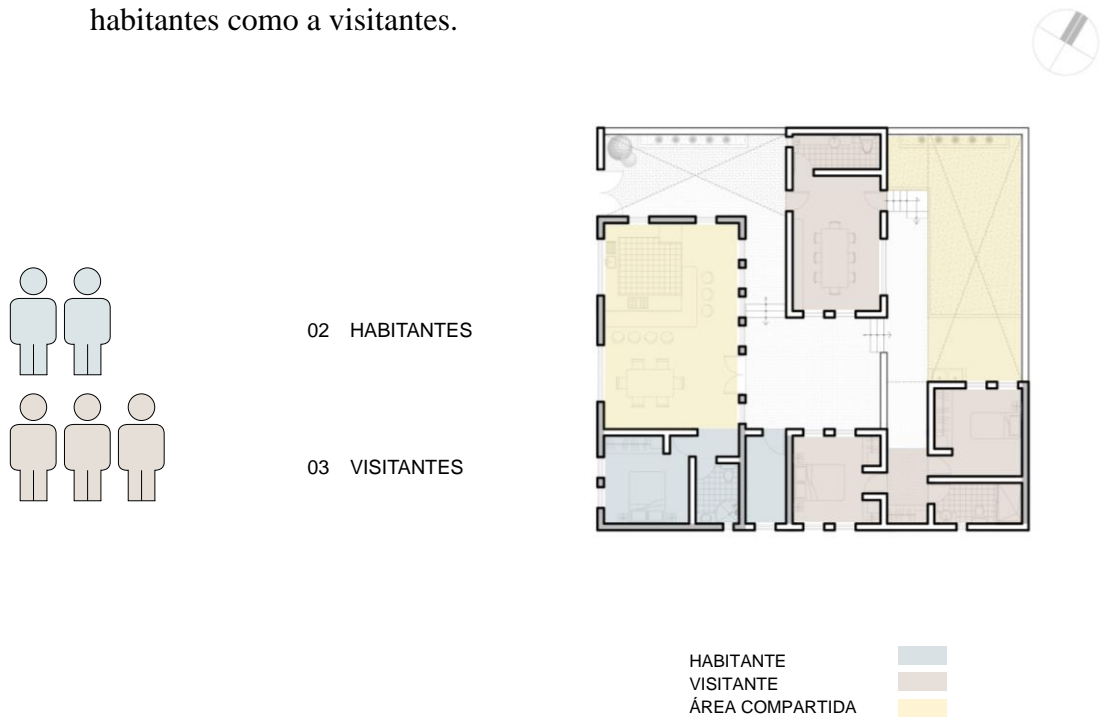 habitantes como a visitantes.
02 HABITANTES
03 VISITANTES
HABITANTE
VISITANTE
ÁREA COMPARTIDA